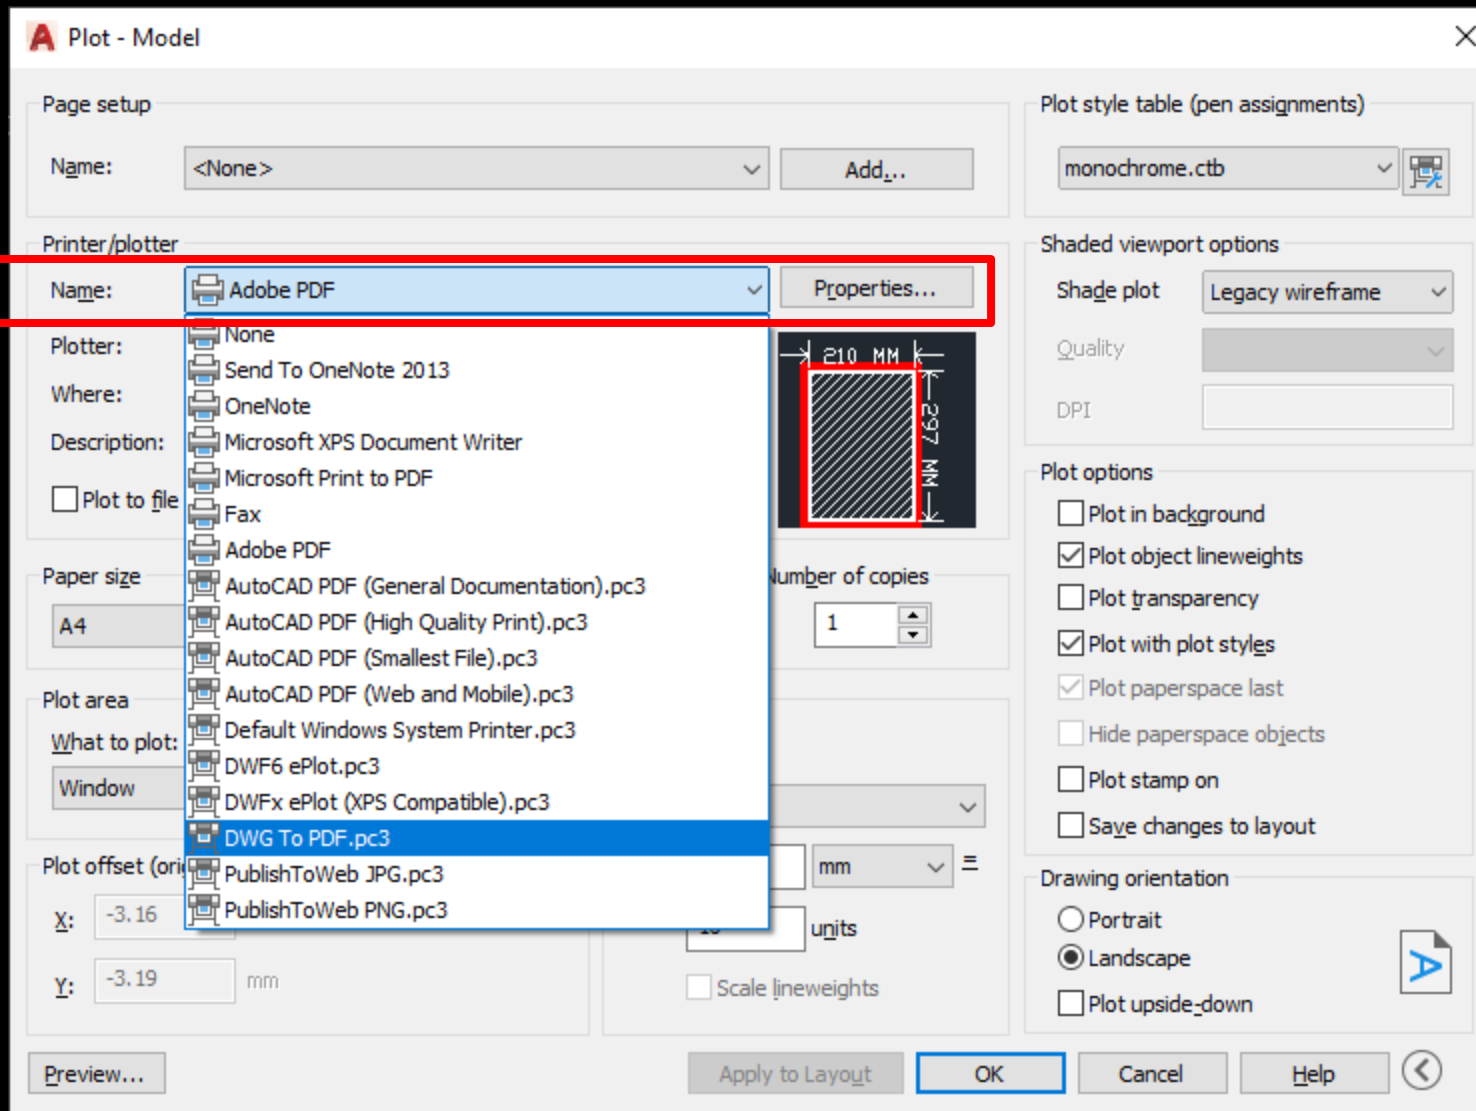 Plot - Model
Page setup
Name:
<None>
Add...
Plot style table (pen assignments)
monochrome.ctb
Printer/plotter
Name:
Adobe PDF
Properties...
Plotter:
Where:
Description:
Plot to file
None
Send To OneNote 2013
OneNote
Microsoft XPS Document Writer
Microsoft Print to PDF
Fax
Adobe PDF
AutoCAD PDF (General Documentation).pc3
AutoCAD PDF (High Quality Print).pc3
AutoCAD PDF (Smallest File).pc3
AutoCAD PDF (Web and Mobile).pc3
Default Windows System Printer.pc3
DWF6 ePlot.pc3
DWFx ePlot (XPS Compatible).pc3
DWG To PDF.pc3
PublishToWeb JPG.pc3
PublishToWeb PNG.pc3
210 MM
297 MM
Shaded viewport options
Shade plot
Legacy wireframe
Quality
DPI
Paper size
A4
Number of copies
1
Plot area
What to plot:
Window
mm
=
units
Scale lineweights
Plot offset
X:
-3.16
Y:
-3.19
mm
Plot options
Plot in background
Plot object lineweights
Plot transparency
Plot with plot styles
Plot paperspace last
Hide paperspace objects
Plot stamp on
Save changes to layout
Drawing orientation
Portrait
Landscape
Plot upside-down
A
Preview...
Apply to Layout
OK
Cancel
Help